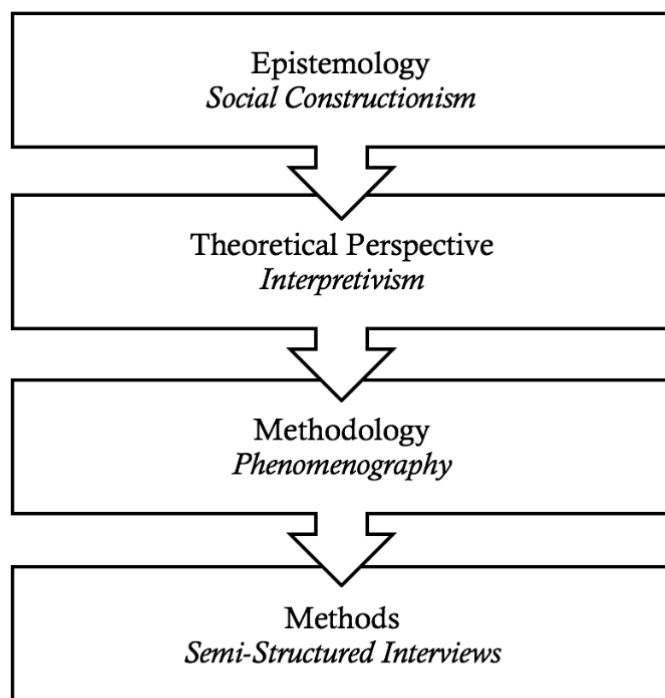 Epistemology
Social Constructionism
Theoretical Perspective
Interpretivism
Methodology
Phenomenography
Methods
Semi-Structured Interviews